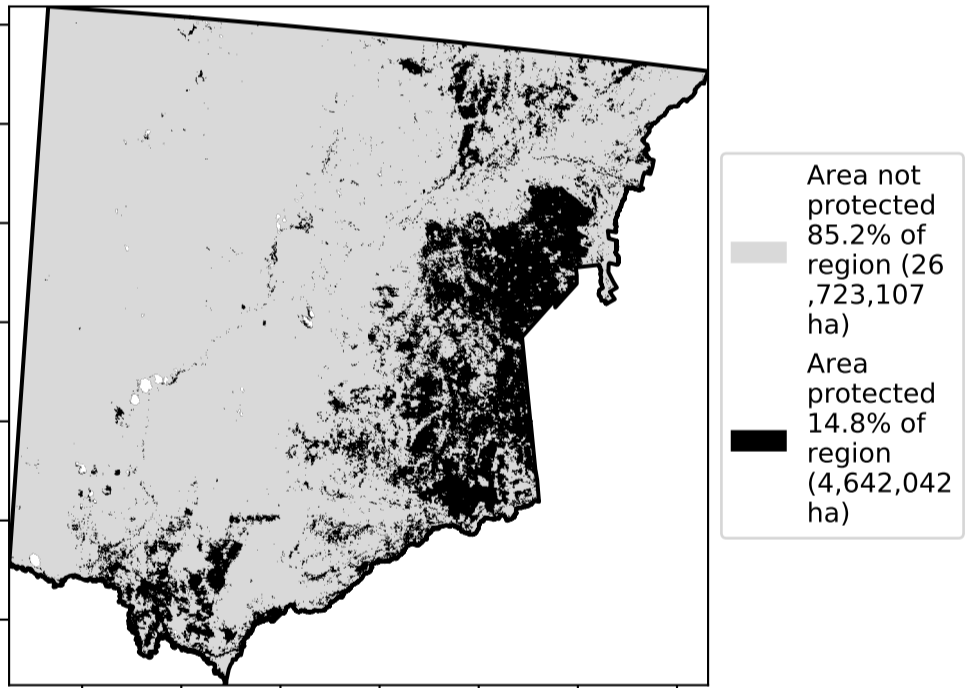 Area not
protected
85.2% of
region (26
,723,107
ha)
Area
protected
14.8% of
region
(4,642,042
ha)